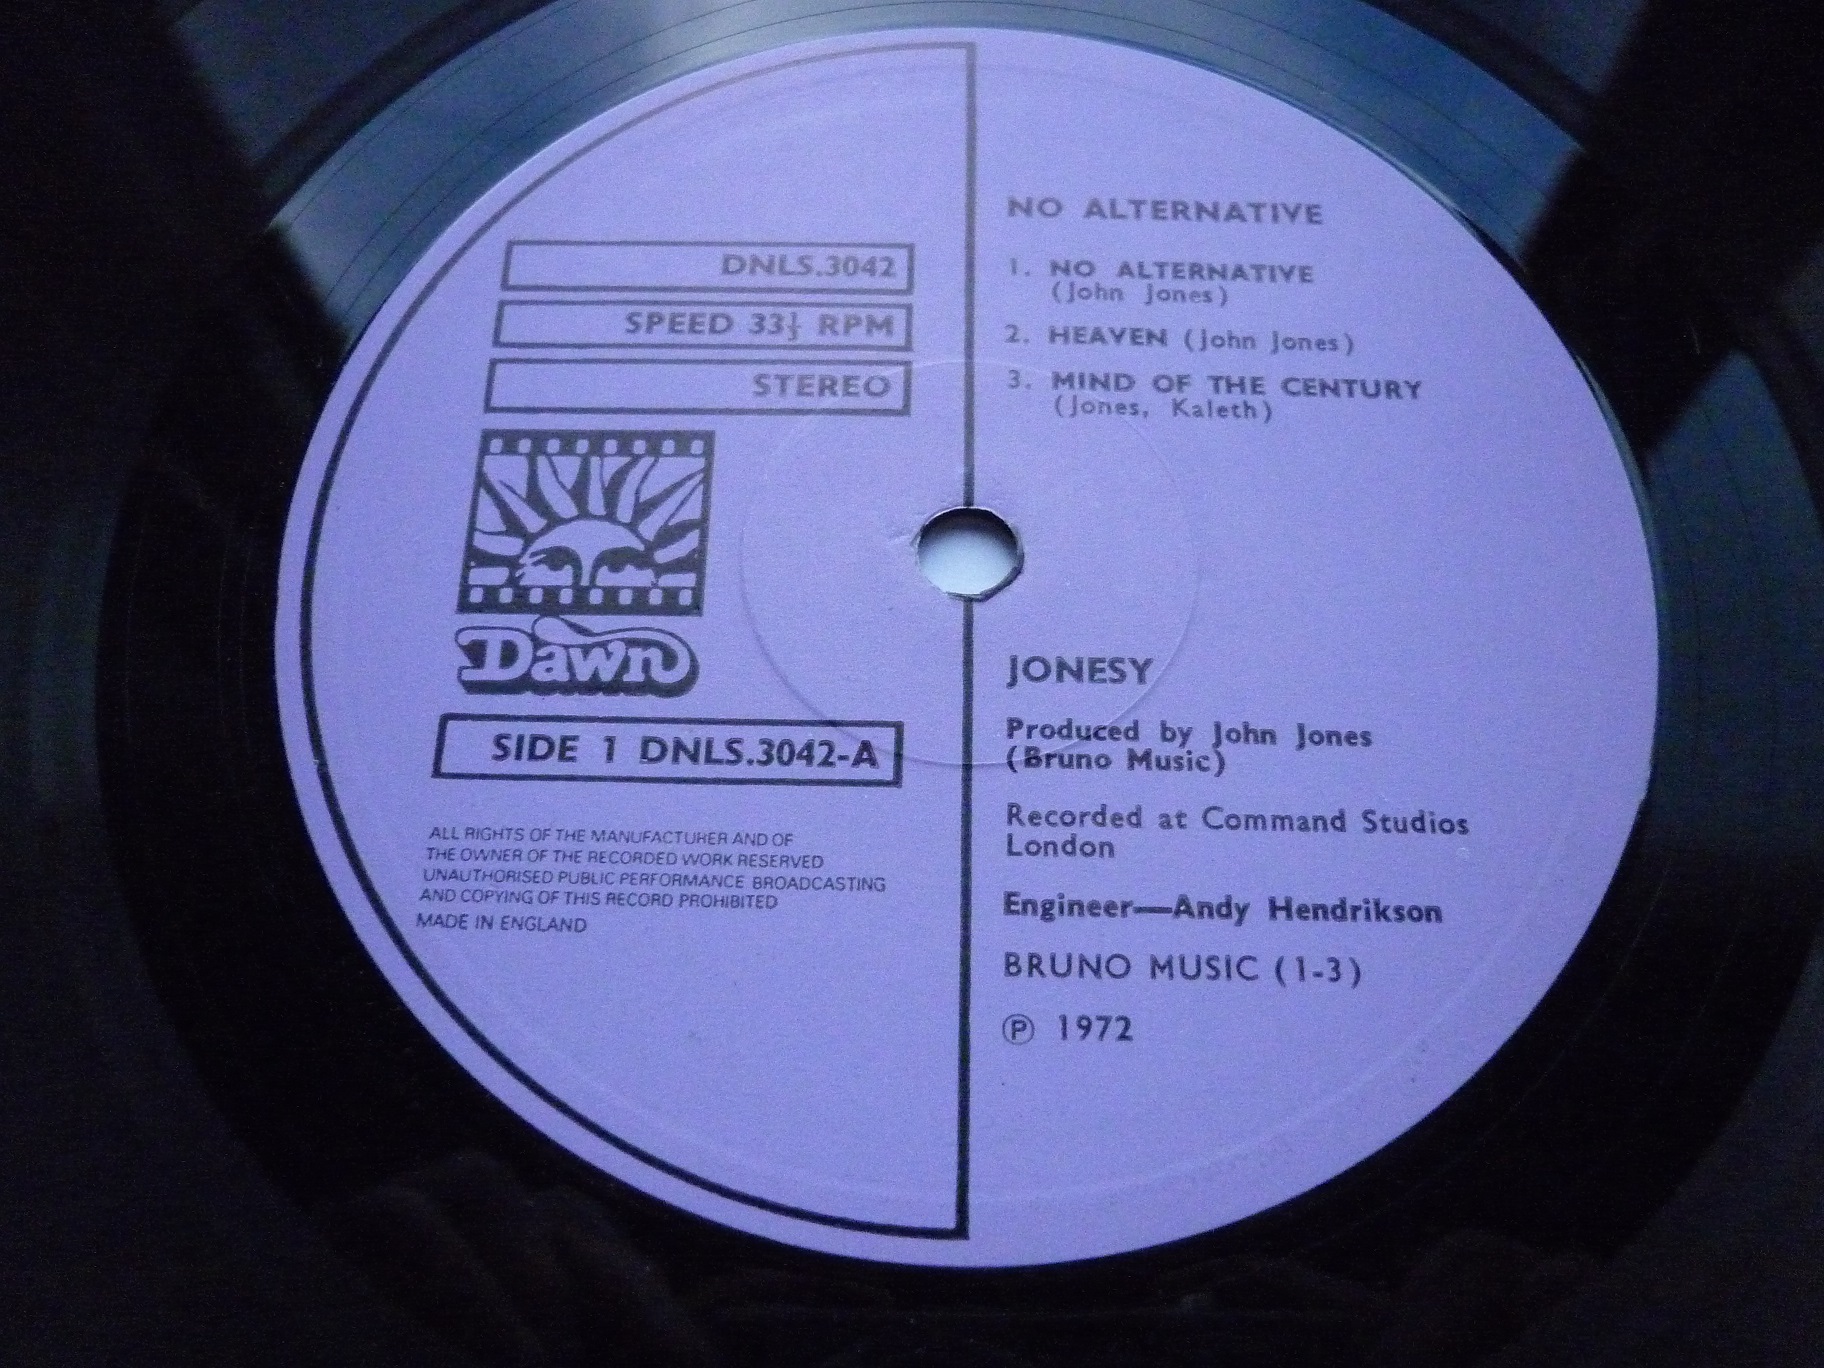 DNLS.3042
SPEED 33⅓ RPM
STEREO
Dawn
SIDE 1 DNLS.3042-A
ALL RIGHTS OF THE MANUFACTURER AND OF
THE OWNER OF THE RECORDED WORK RESERVED
UNAUTHORISED PUBLIC PERFORMANCE BROADCASTING
AND COPYING OF THIS RECORD PROHIBITED
MADE IN ENGLAND
NO ALTERNATIVE
1. NO ALTERNATIVE
(John Jones)
2. HEAVEN (John Jones)
3. MIND OF THE CENTURY
(Jones, Kaleth)
JONESY
Produced by John Jones
(Bruno Music)
Recorded at Command Studios
London
Engineer—Andy Hendrikson
BRUNO MUSIC (1-3)
Ⓟ 1972